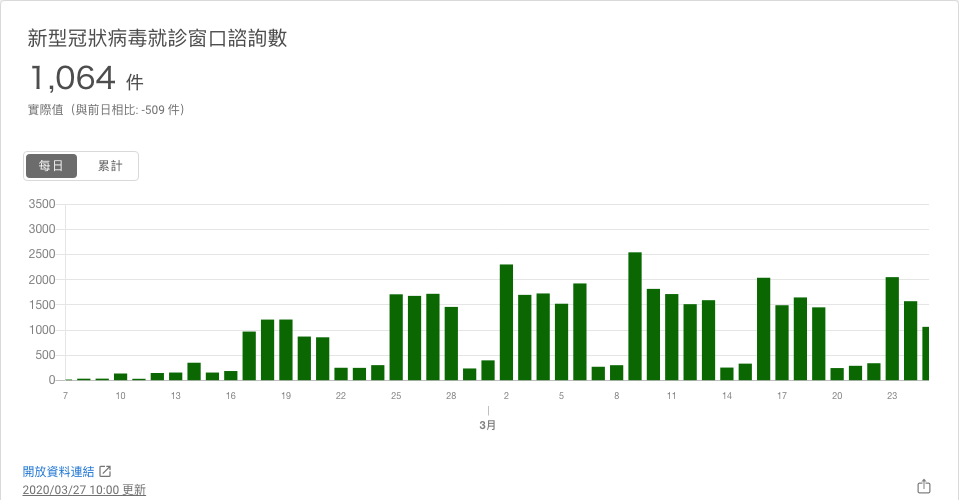 新型冠狀病毒就診窗口諮詢數
1,064 件
實際值（與前日相比: -509 件）
每日 累計
3500
3000
2500
2000
1500
1000
500
0
7 10 13 16 19 22 25 28 2 5 8 11 14 17 20 23
3月
開放資料連結
2020/03/27 10:00 更新